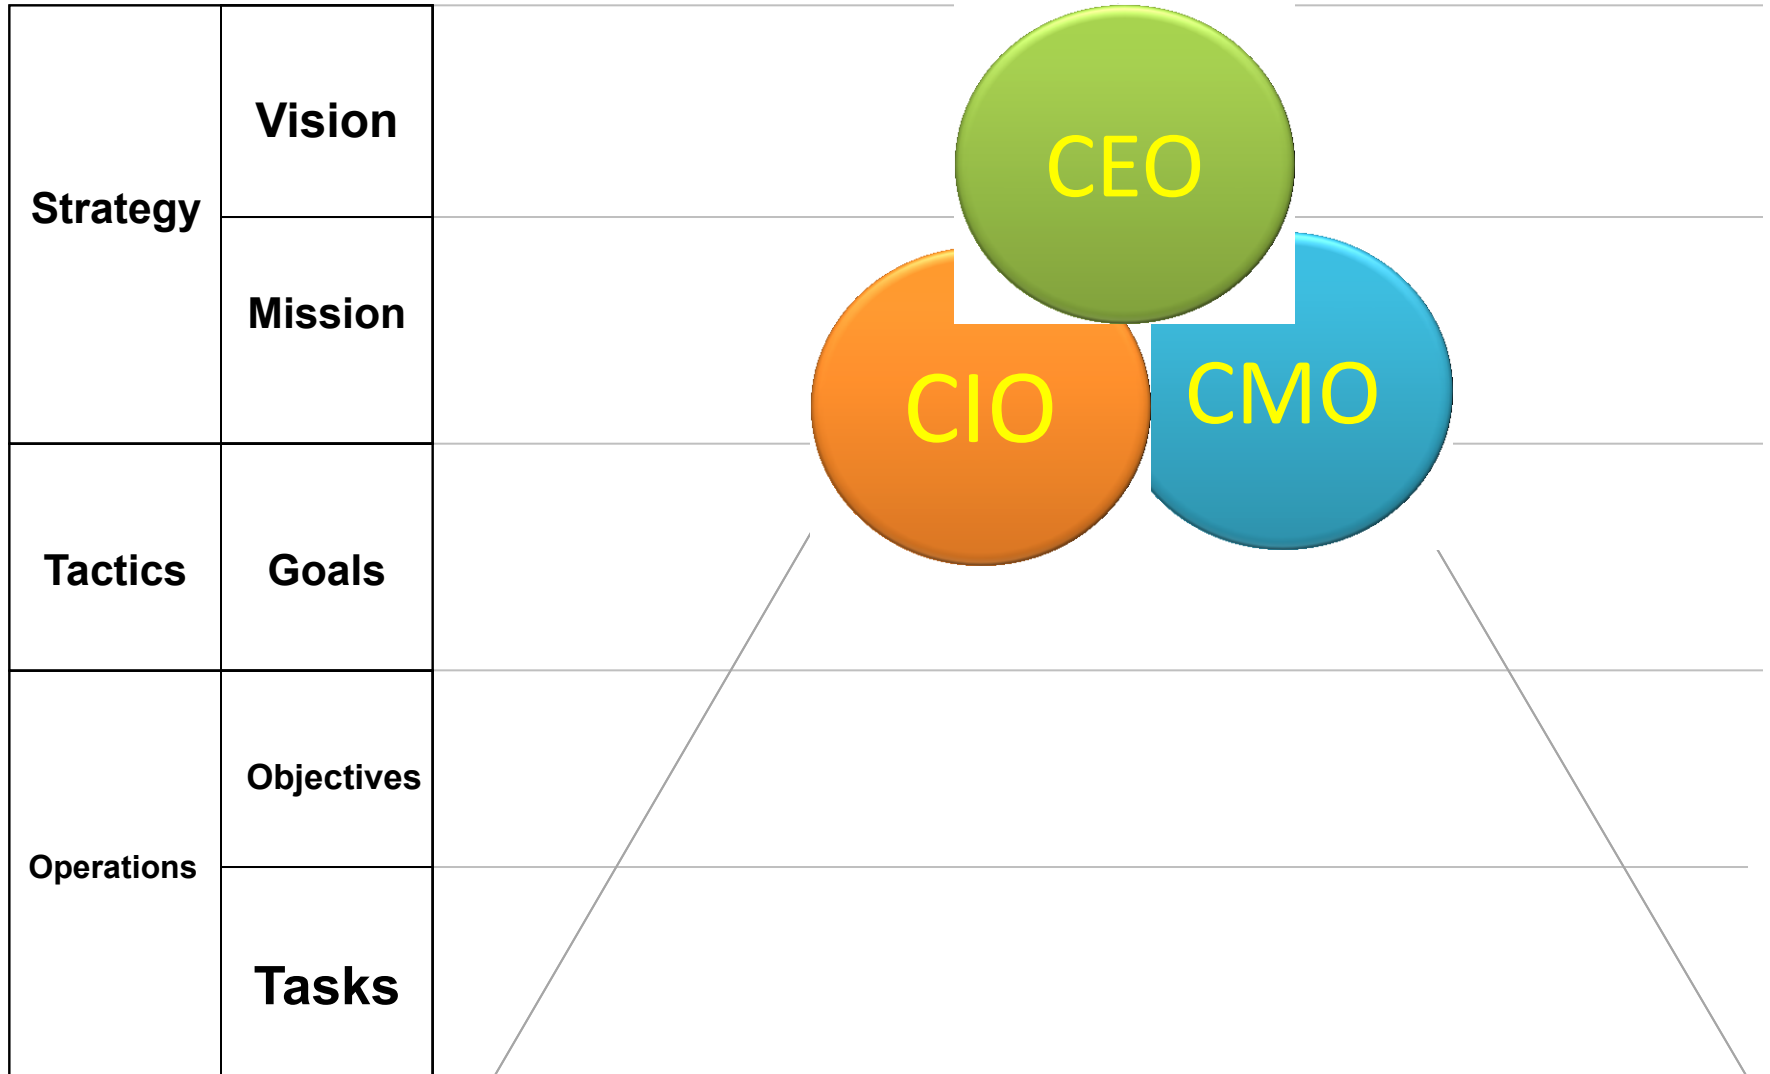 Vision
CEO
Strategy
Mission
CIO
CMO
Tactics
Goals
Objectives
Operations
Tasks